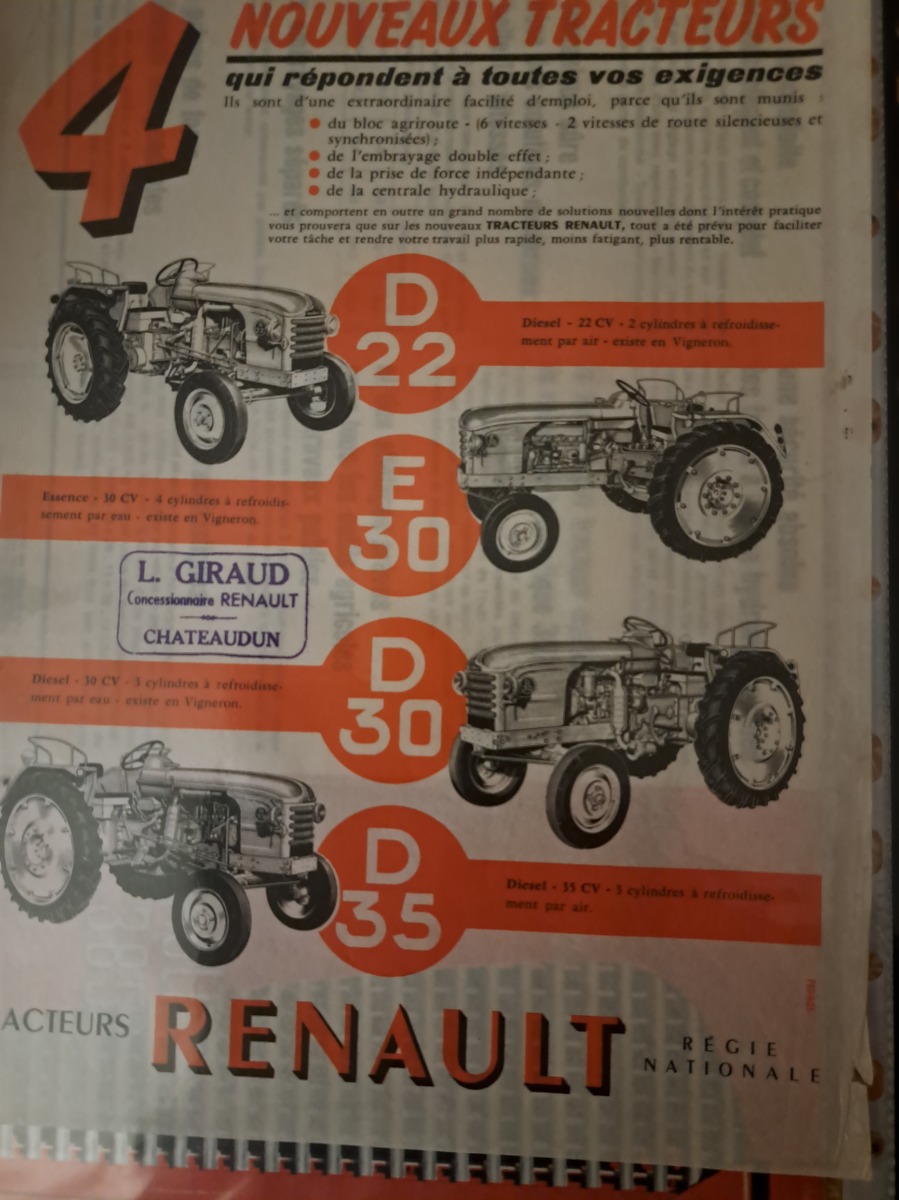 4
NOUVEAUX TRACTEURS
qui répondent à toutes vos exigences
Ils sont d'une extraordinaire facilité d'emploi, parce qu'ils sont munis :
● du bloc agriroute - (6 vitesses - 2 vitesses de route silencieuses et
synchronisées) ;
● de l'embrayage double effet ;
● de la prise de force indépendante ;
● de la centrale hydraulique ;
... et comportent en outre un grand nombre de solutions nouvelles dont l'intérêt pratique
vous prouvera que sur les nouveaux TRACTEURS RENAULT, tout a été prévu pour faciliter
votre tâche et rendre votre travail plus rapide, moins fatigant, plus rentable.
D
22
Diesel - 22 CV - 2 cylindres à refroidisse-
ment par air - existe en Vigneron.
E
30
Essence - 30 CV - 4 cylindres à refroidis-
sement par eau - existe en Vigneron.
L. GIRAUD
Concessionnaire RENAULT
CHATEAUDUN
D
30
Diesel - 30 CV - 3 cylindres à refroidisse-
ment par eau - existe en Vigneron.
D
35
Diesel - 35 CV - 3 cylindres à refroidisse-
ment par air.
ACTEURS RENAULT RÉGIE
NATIONALE